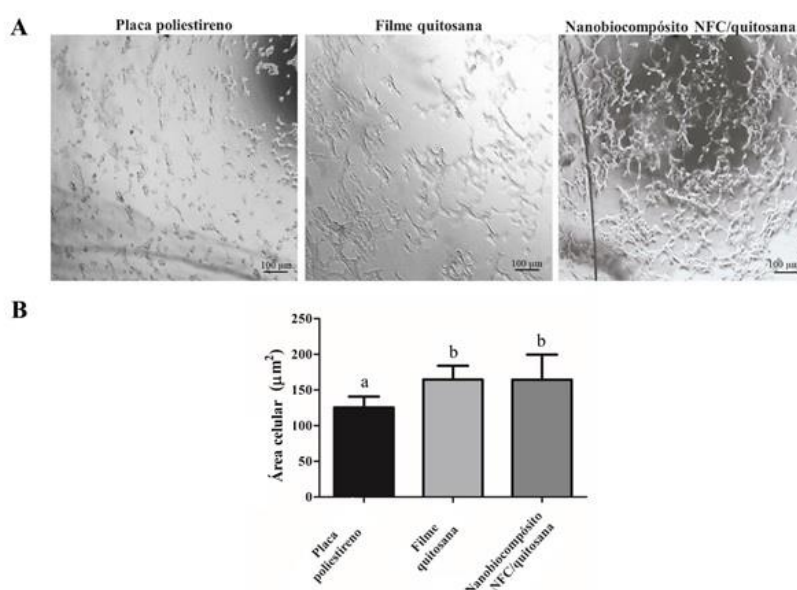 A
Placa poliestireno
Filme quitosana
Nanobiocompósito NFC/quitosana
100 µm
100 µm
100 µm
B
Área celular (µm²)
250
200
150
100
50
0
a
b
b
Placa
poliestireno
Filme
quitosana
Nanobiocompósito
NFC/quitosana